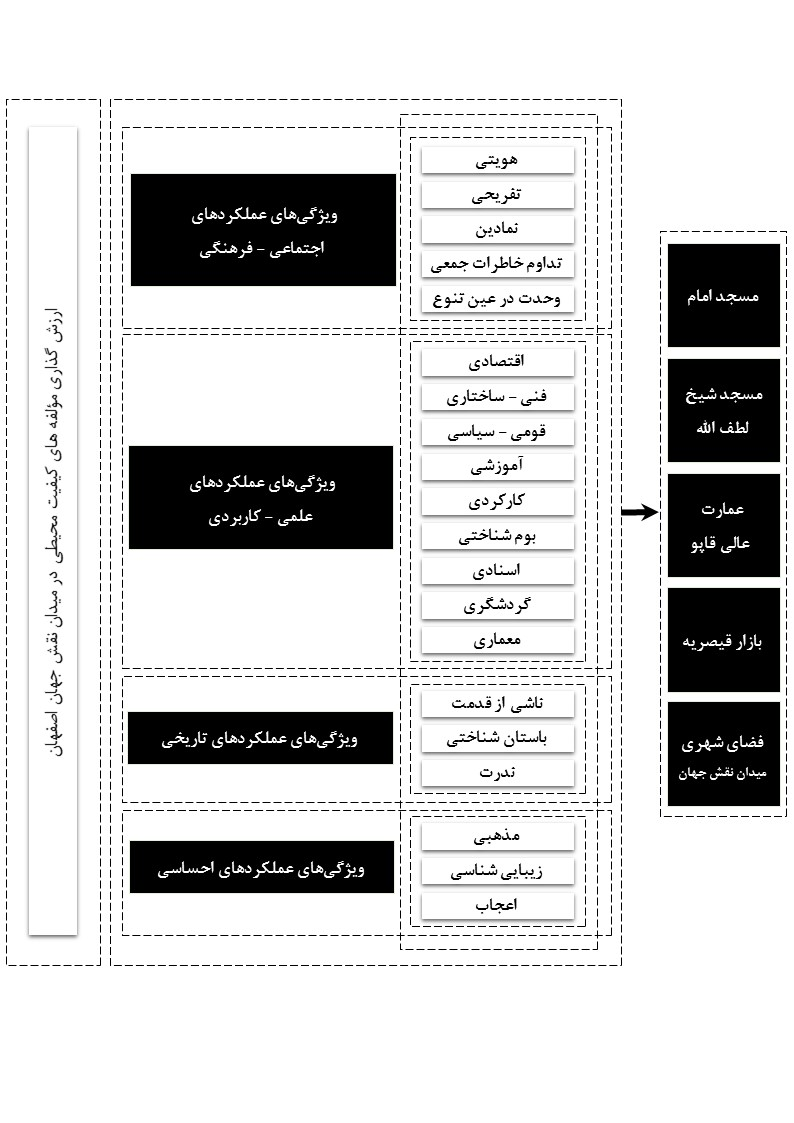 ارزش گذاری مؤلفه های کیفیت محیطی در میدان نقش جهان اصفهان
ویژگی‌های عملکردهای
اجتماعی - فرهنگی
هویتی
تفریحی
نمادین
تداوم خاطرات جمعی
وحدت در عین تنوع
ویژگی‌های عملکردهای
علمی - کاربردی
اقتصادی
فنی - ساختاری
قومی - سیاسی
آموزشی
کارکردی
بوم شناختی
اسنادی
گردشگری
معماری
ویژگی‌های عملکردهای تاریخی
ناشی از قدمت
باستان شناختی
ندرت
ویژگی‌های عملکردهای احساسی
مذهبی
زیبایی شناسی
اعجاب
مسجد امام
مسجد شیخ
لطف الله
عمارت
عالی قاپو
بازار قیصریه
فضای شهری
میدان نقش جهان